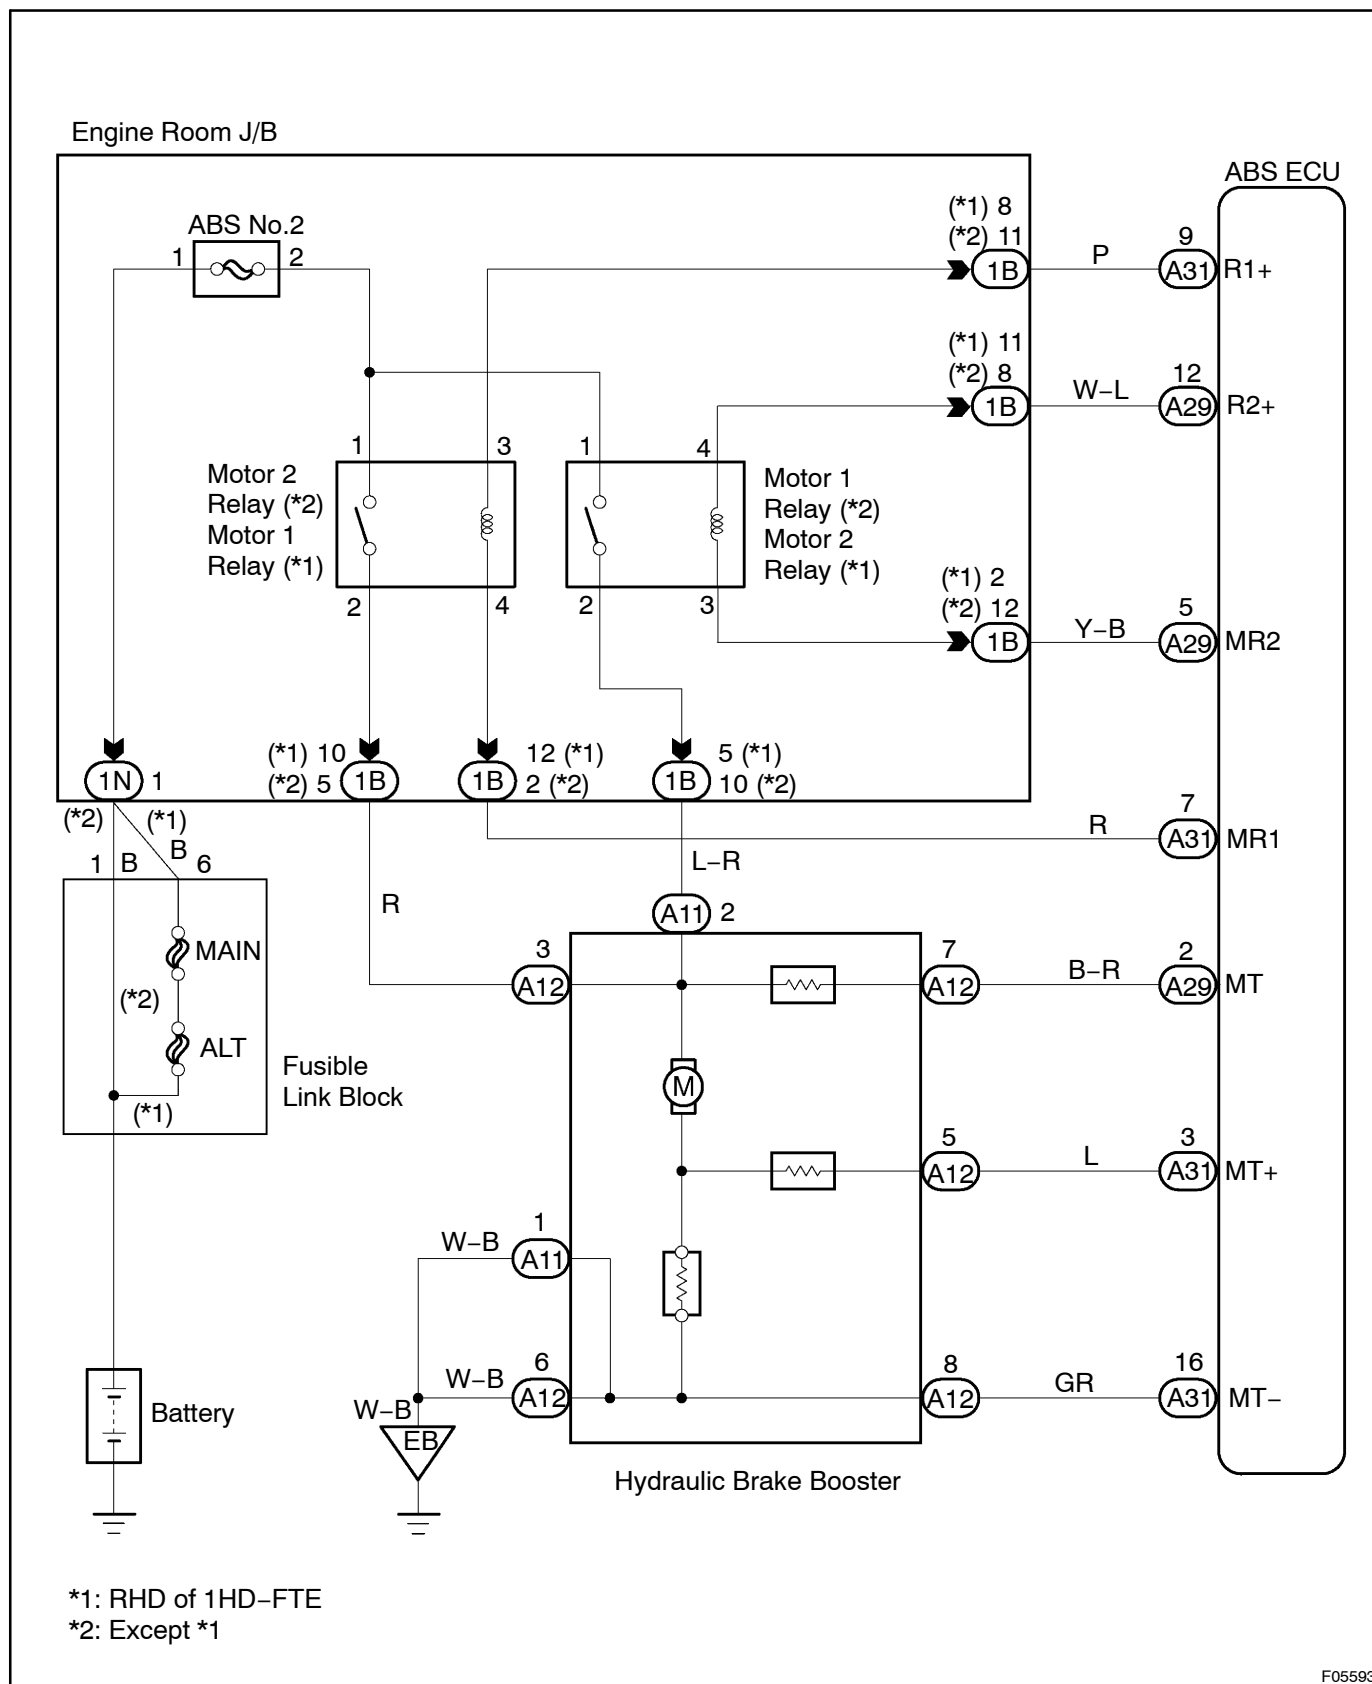 Engine Room J/B
ABS ECU
ABS No.2
1
2
(*1) 8
(*2) 11
1B
P
9
A31
R1+
(*1) 11
(*2) 8
1B
W–L
12
A29
R2+
1
3
1
4
Motor 2
Relay (*2)
Motor 1
Relay (*1)
Motor 1
Relay (*2)
Motor 2
Relay (*1)
2
4
2
3
(*1) 2
(*2) 12
1B
Y–B
5
A29
MR2
1N
1
(*1) 10
(*2) 5
1B
1B
12 (*1)
2 (*2)
1B
5 (*1)
10 (*2)
(*2)
(*1)
1
B
B
6
R
7
A31
MR1
L–R
R
A11
2
MAIN
(*2)
ALT
(*1)
Fusible
Link Block
3
A12
7
A12
B–R
2
A29
MT
M
5
A12
L
3
A31
MT+
W–B
1
A11
W–B
6
A12
8
A12
GR
16
A31
MT–
W–B
EB
Battery
Hydraulic Brake Booster
*1: RHD of 1HD–FTE
*2: Except *1
F05593